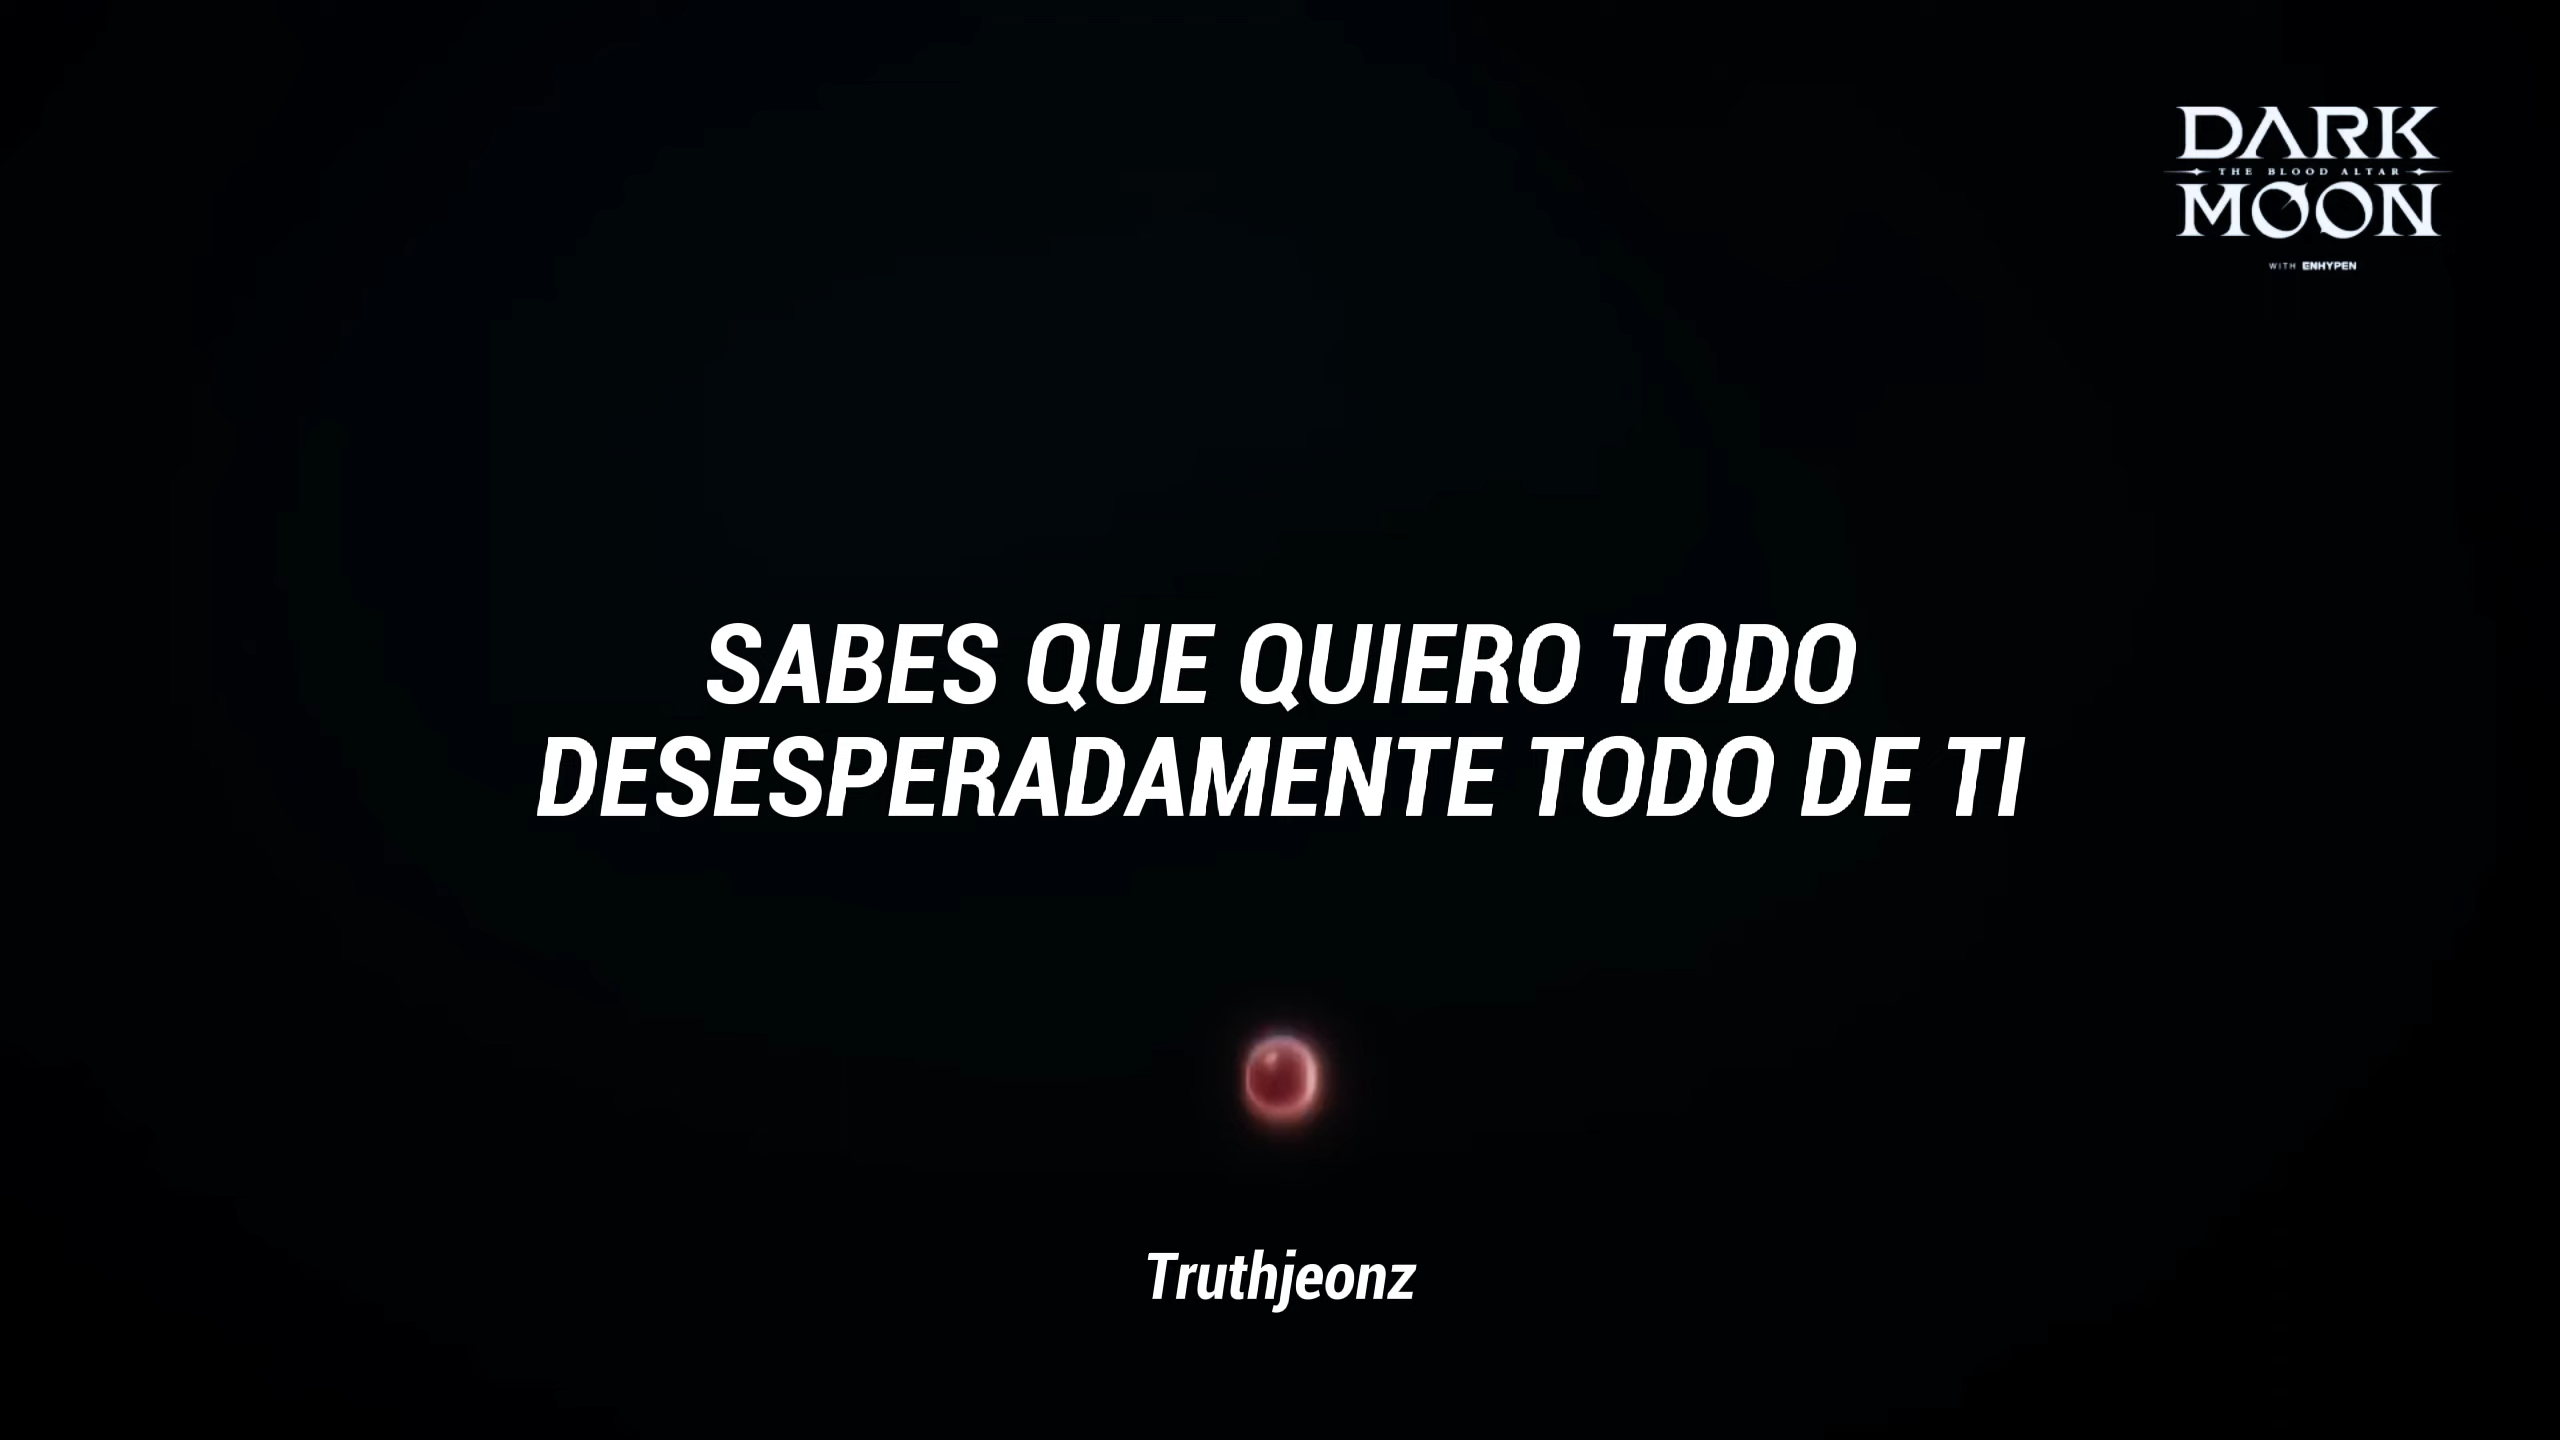 DARK
THE BLOOD ALTAR
MOON
WITH ENHYPEN
SABES QUE QUIERO TODO
DESESPERADAMENTE TODO DE TI
Truthjeonz